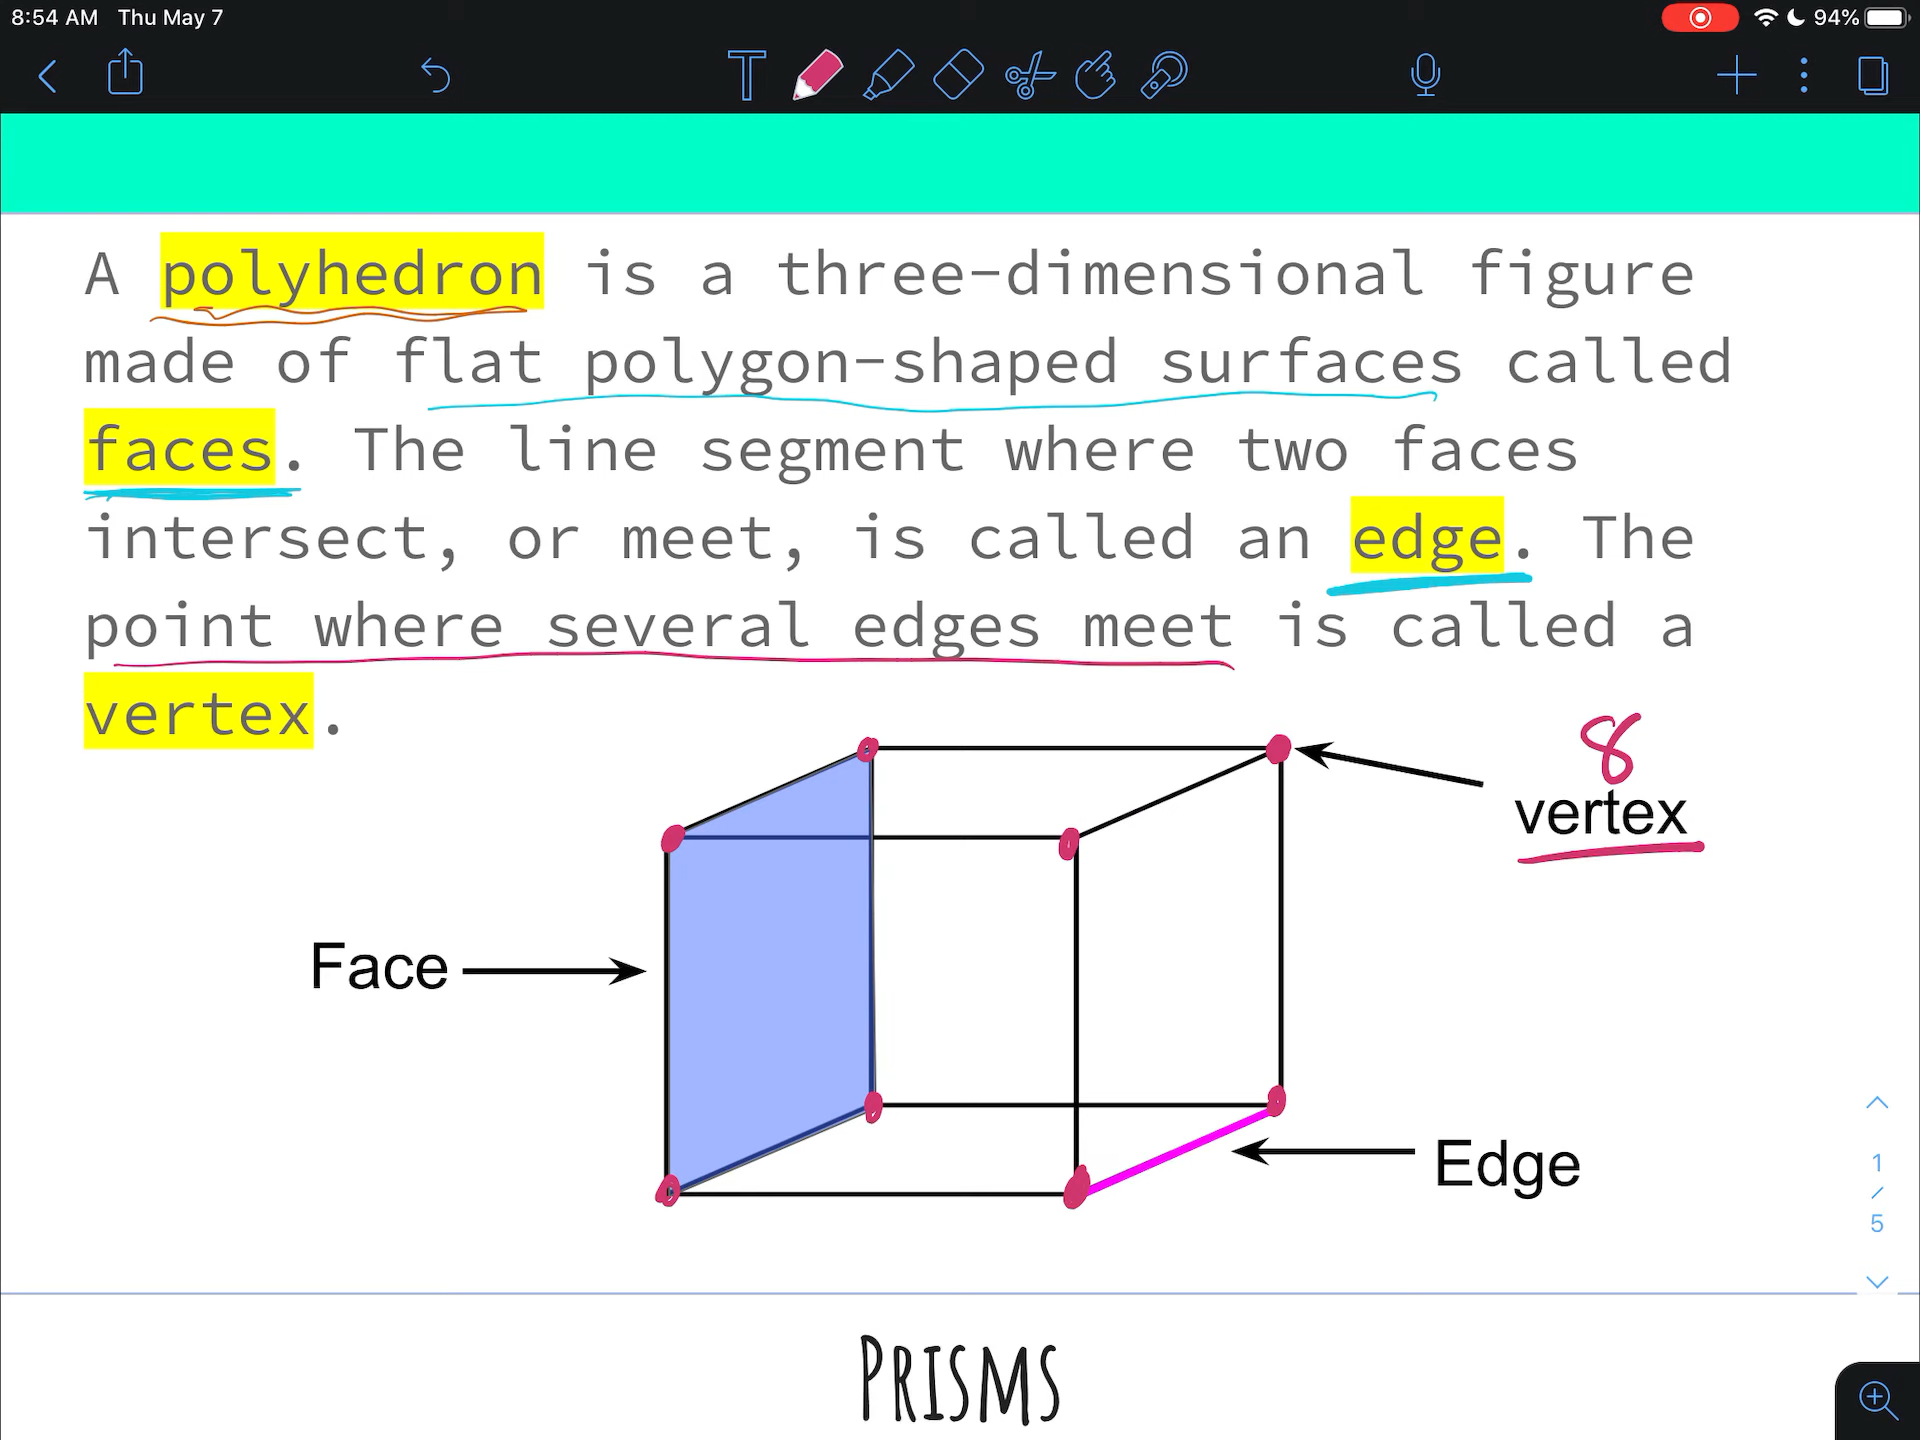 8:54 AM Thu May 7
94%
A polyhedron is a three-dimensional figure
made of flat polygon-shaped surfaces called
faces. The line segment where two faces
intersect, or meet, is called an edge. The
point where several edges meet is called a
vertex.
8
vertex
Face
Edge
1
/
5
PRISMS